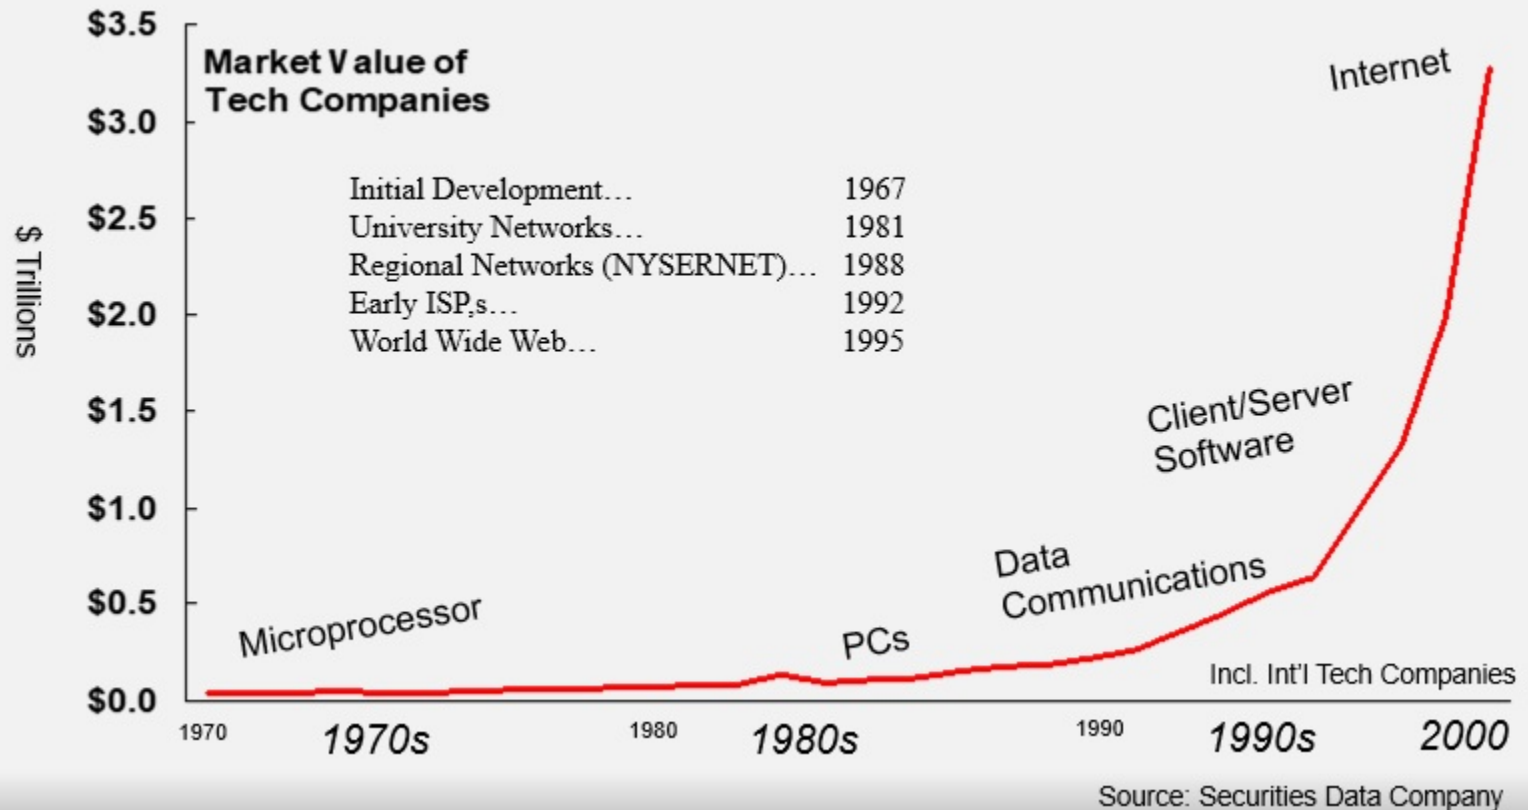 $3.5
Market Value of
Tech Companies
Internet
$3.0
Initial Development… 1967
$2.5
University Networks… 1981
Regional Networks (NYSERNET)… 1988
$ Trillions
Early ISP,s… 1992
$2.0
World Wide Web… 1995
$1.5
Client/Server
Software
$1.0
Data
Communications
$0.5
Microprocessor
PCs
Incl. Int'l Tech Companies
$0.0
1970 1970s 1980 1980s 1990 1990s 2000
Source: Securities Data Company